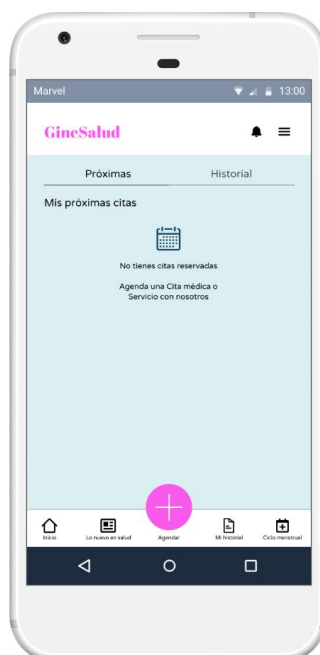 Marvel 13:00
GineSalud
Próximas Historial
Mis próximas citas
No tienes citas reservadas
Agenda una Cita médica o
Servicio con nosotros
Inicio Lo nuevo en salud Agendar Mi historial Ciclo menstrual